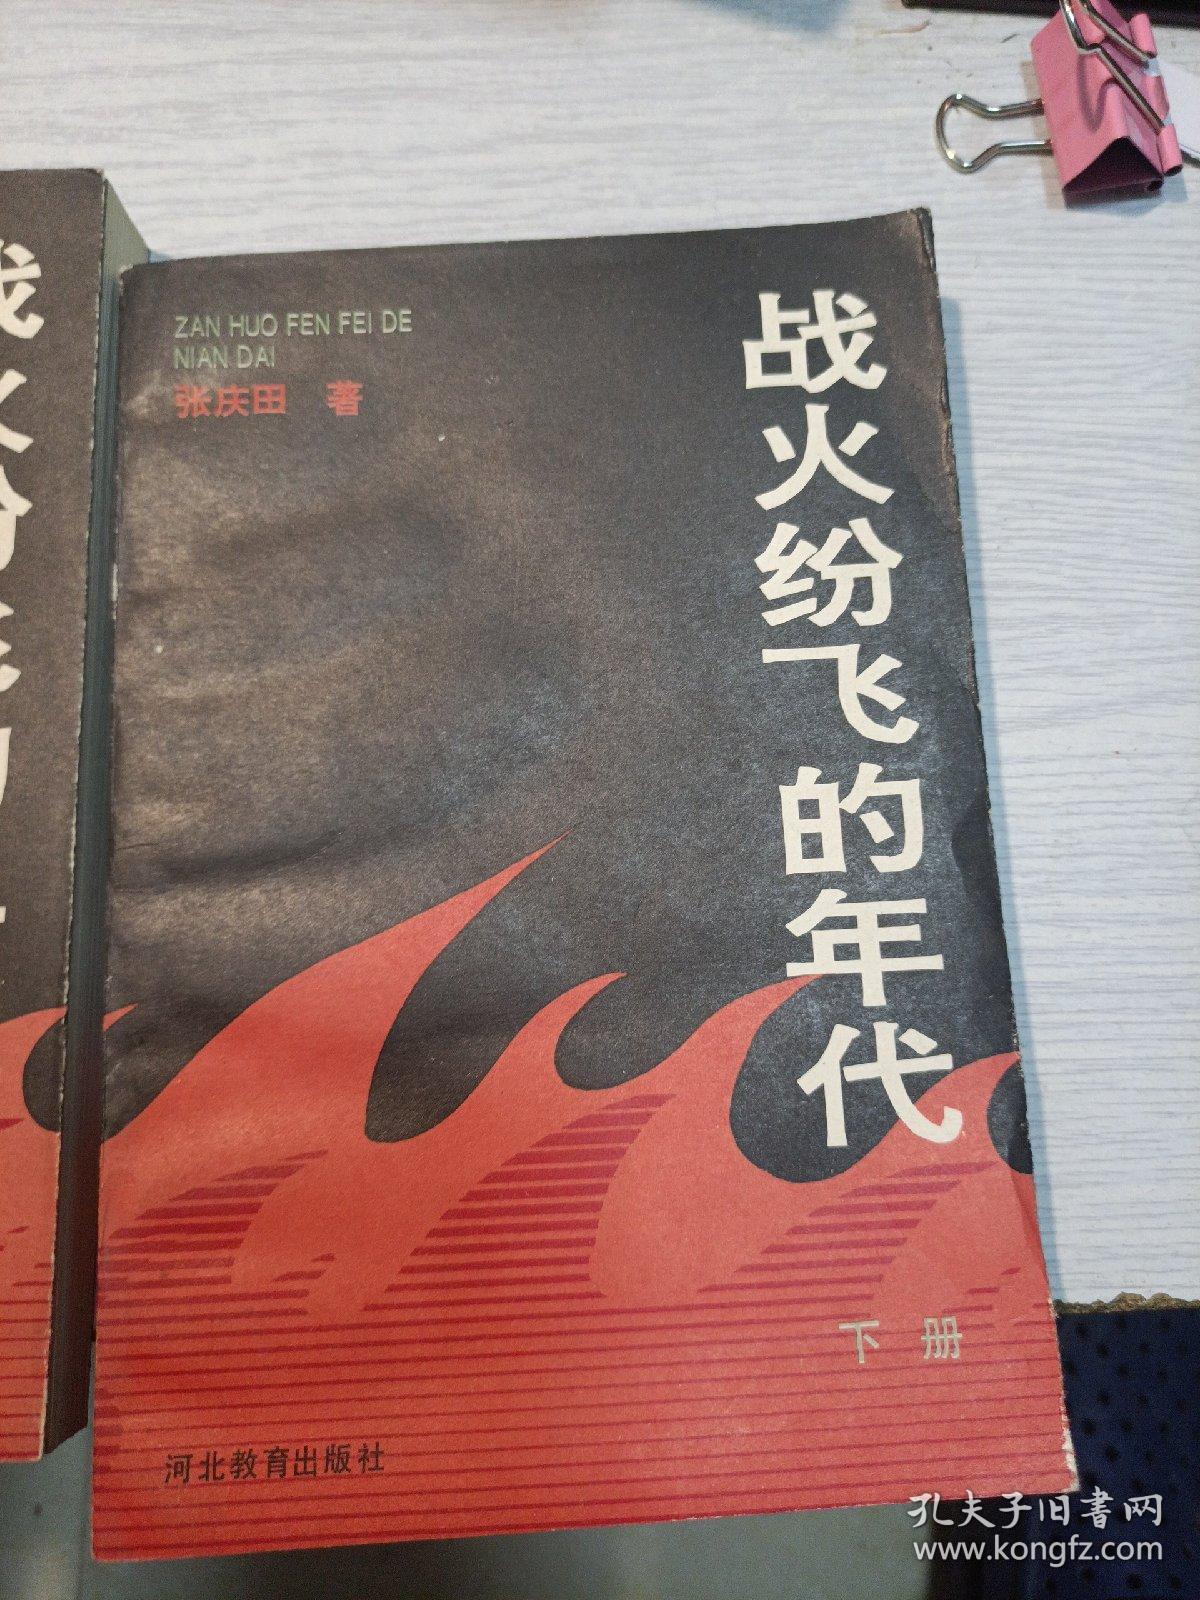 ZAN HUO FEN FEI DE
NIAN DAI
张庆田 著
战火纷飞的年代
下册
河北教育出版社
孔夫子旧书网
www.kongfz.com